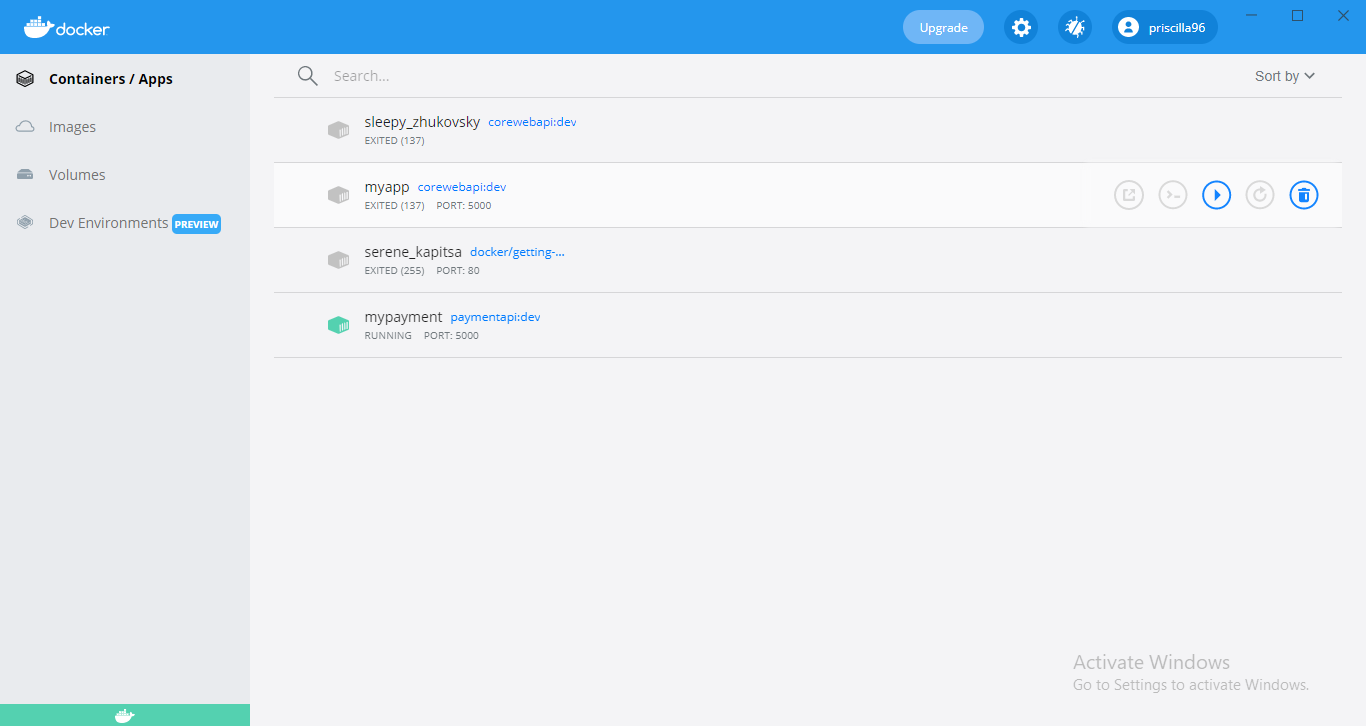 docker
Upgrade
priscilla96
Containers / Apps
Images
Volumes
Dev Environments PREVIEW
Search...
Sort by
sleepy_zhukovsky corewebapi:dev
EXITED (137)
myapp corewebapi:dev
EXITED (137) PORT: 5000
serene_kapitsa docker/getting-...
EXITED (255) PORT: 80
mypayment paymentapi:dev
RUNNING PORT: 5000
Activate Windows
Go to Settings to activate Windows.